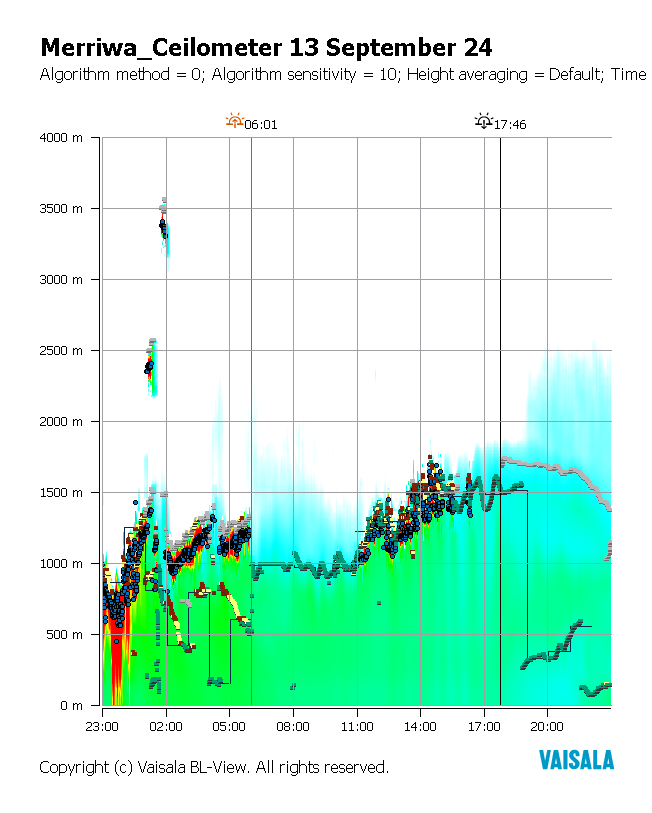 Merriwa_Ceilometer 13 September 24
Algorithm method = 0; Algorithm sensitivity = 10; Height averaging = Default; Time
06:01
17:46
4000 m
3500 m
3000 m
2500 m
2000 m
1500 m
1000 m
500 m
0 m
23:00 02:00 05:00 08:00 11:00 14:00 17:00 20:00
VAISALA
Copyright (c) Vaisala BL-View. All rights reserved.